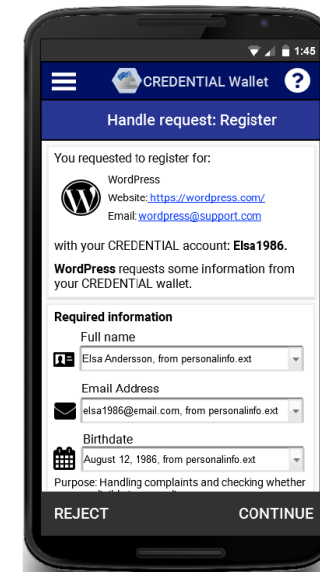 1:45
CREDENTIAL Wallet ?
Handle request: Register
You requested to register for:
WordPress
Website: https://wordpress.com/
Email: wordpress@support.com
with your CREDENTIAL account: Elsa1986.
WordPress requests some information from
your CREDENTIAL wallet.
Required information
Full name
Elsa Andersson, from personalinfo.ext
Email Address
elsa1986@email.com, from personalinfo.ext
Birthdate
August 12, 1986, from personalinfo.ext
Purpose: Handling complaints and checking whether
REJECT CONTINUE